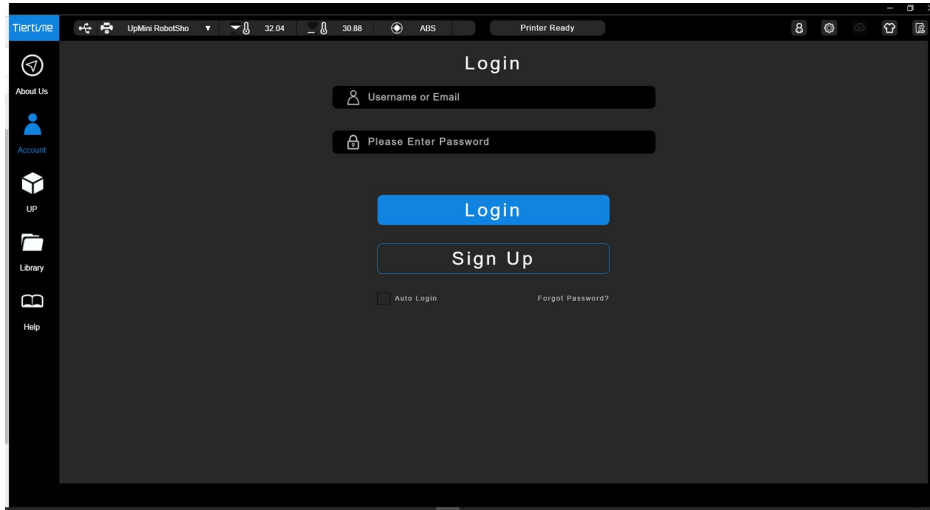 Tiertime UpMini RobotSho 32.04 30.88 ABS Printer Ready
About Us
Account
UP
Library
Help
Login
Username or Email
Please Enter Password
Login
Sign Up
Auto Login Forgot Password?